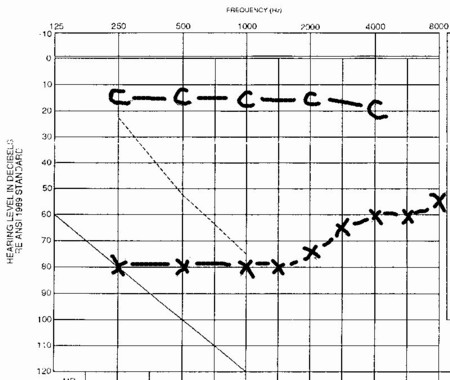 FREQUENCY (Hz)
125 250 500 1000 2000 4000 8000
-10
0
10
20
30
40
50
60
70
80
90
100
110
120
HEARING LEVEL IN DECIBELS
RE ANSI 1969 STANDARD
C C C C C
X X X X X X X X X